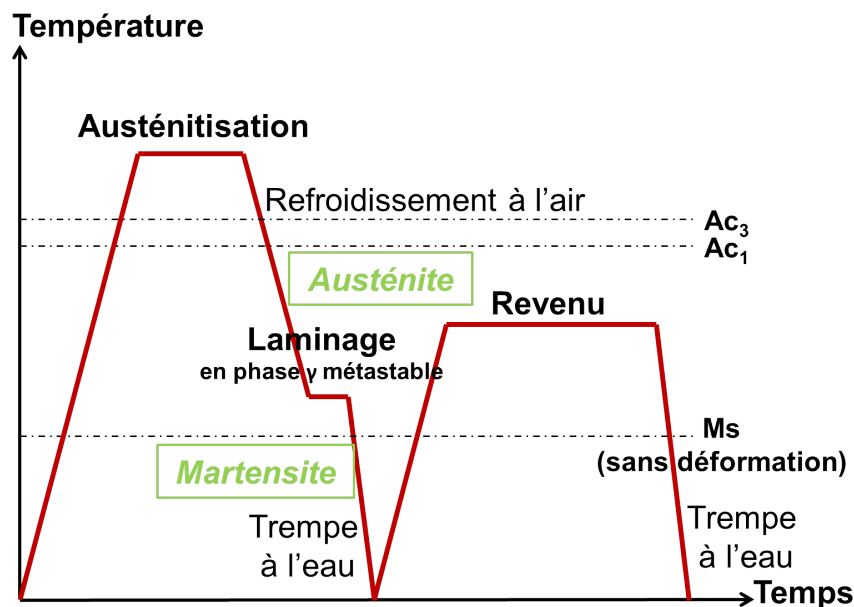 Température
Austénitisation
Refroidissement à l'air
Ac3
Ac1
Austénite
Revenu
Laminage
en phase γ métastable
Ms
(sans déformation)
Martensite
Trempe
à l'eau
Trempe
à l'eau
Temps